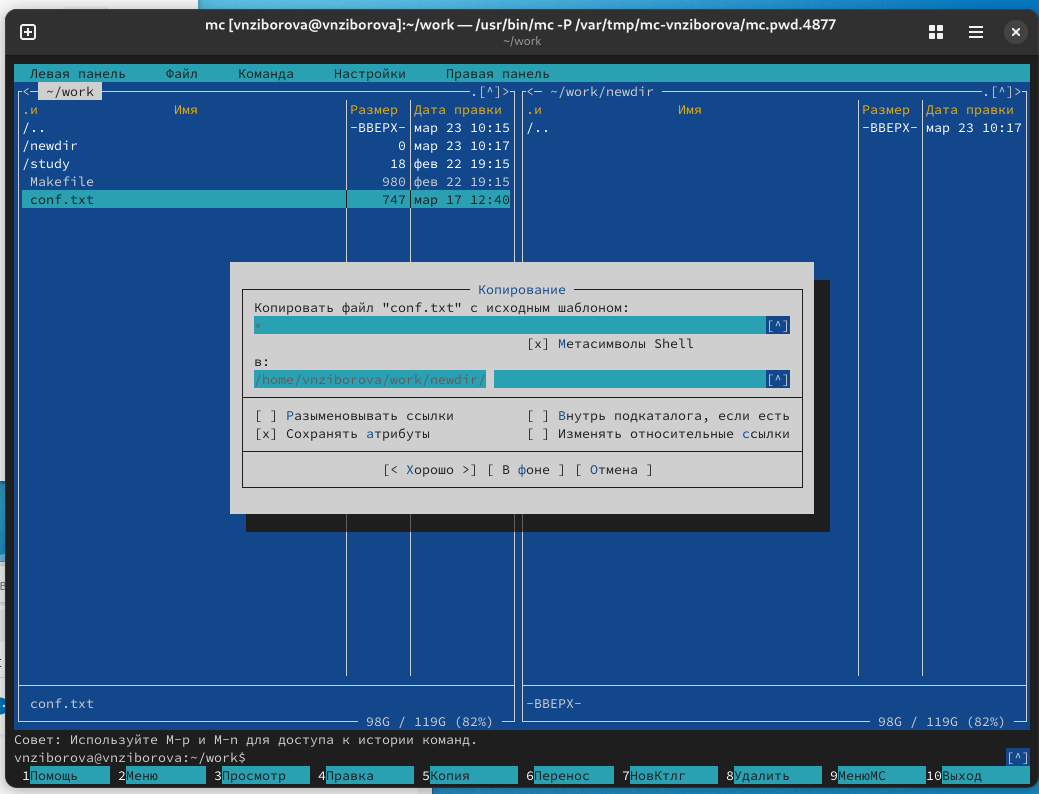 mc [vnziborova@vnziborova]:~/work — /usr/bin/mc -P /var/tmp/mc-vnziborova/mc.pwd.4877
~/work
Левая панель Файл Команда Настройки Правая панель
<— ~/work .[^]> <— ~/work/newdir .[^]>
.и Имя Размер Дата правки .и Имя Размер Дата правки
/.. -ВВЕРХ- мар 23 10:15 /.. -ВВЕРХ- мар 23 10:17
/newdir 0 мар 23 10:17
/study 18 фев 22 19:15
Makefile 980 фев 22 19:15
conf.txt 747 мар 17 12:40
Копирование
Копировать файл "conf.txt" с исходным шаблоном:
* [^]
[x] Метасимволы Shell
в:
/home/vnziborova/work/newdir/ [^]
[ ] Разыменовывать ссылки [ ] Внутрь подкаталога, если есть
[x] Сохранять атрибуты [ ] Изменять относительные ссылки
[< Хорошо >] [ В фоне ] [ Отмена ]
conf.txt -ВВЕРХ-
98G / 119G (82%) 98G / 119G (82%)
Совет: Используйте M-p и M-n для доступа к истории команд.
vnziborova@vnziborova:~/work$ [^]
1Помощь 2Меню 3Просмотр 4Правка 5Копия 6Перенос 7НовКтлг 8Удалить 9МенюMC 10Выход